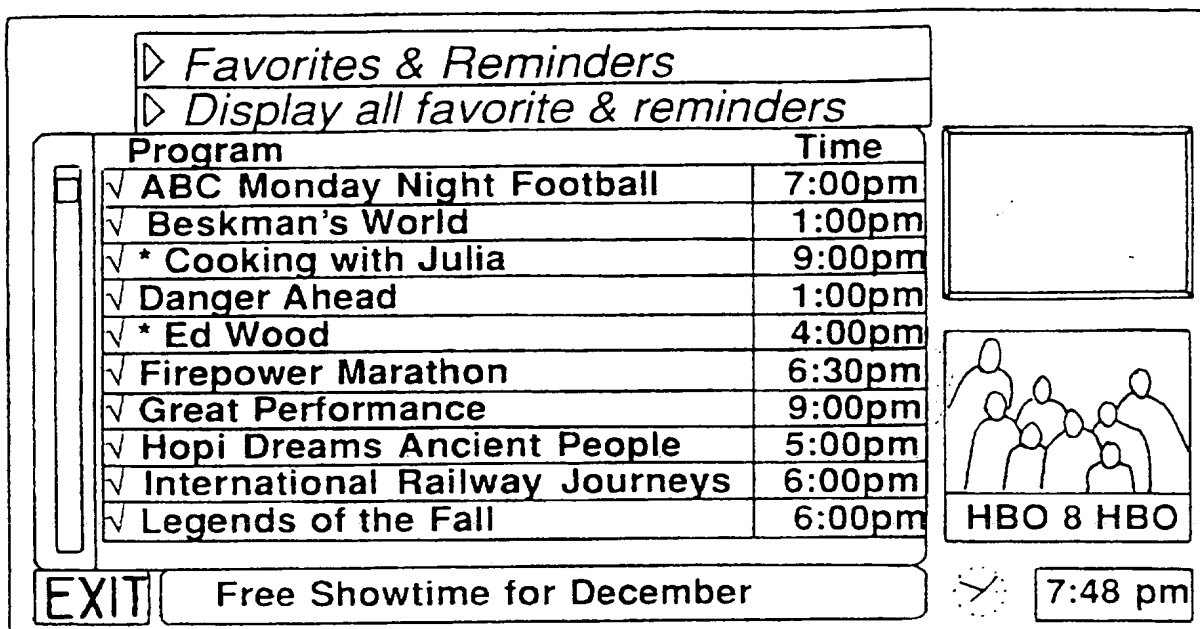 ▷ Favorites & Reminders
▷ Display all favorite & reminders
Program Time
√ ABC Monday Night Football 7:00pm
√ Beskman's World 1:00pm
√ * Cooking with Julia 9:00pm
√ Danger Ahead 1:00pm
√ * Ed Wood 4:00pm
√ Firepower Marathon 6:30pm
√ Great Performance 9:00pm
√ Hopi Dreams Ancient People 5:00pm
√ International Railway Journeys 6:00pm
√ Legends of the Fall 6:00pm
HBO 8 HBO
EXIT Free Showtime for December 7:48 pm